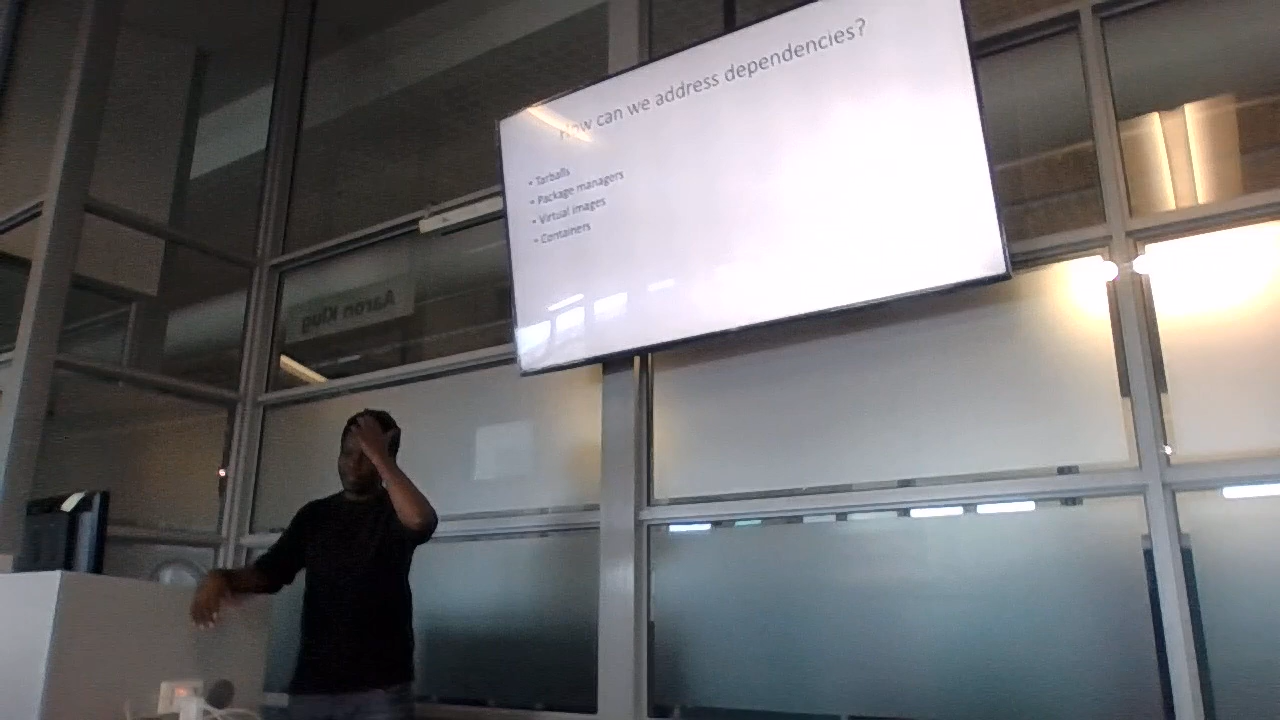 How can we address dependencies?
• Tarballs
• Package managers
• Virtual images
• Containers
Aaron Klug